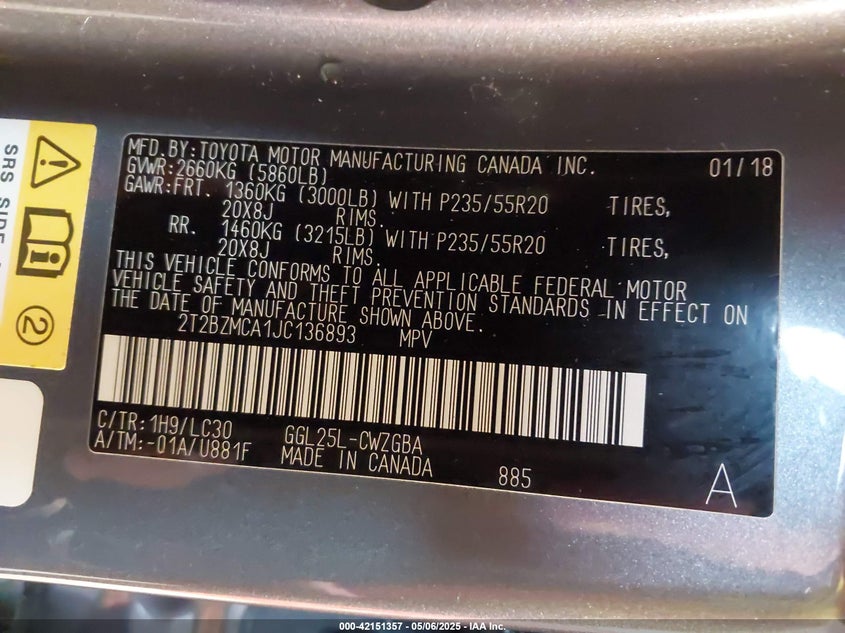 MFD.BY:TOYOTA MOTOR MANUFACTURING CANADA INC. 01/18
GVWR:2660KG (5860LB)
GAWR:FRT. 1360KG (3000LB) WITH P235/55R20 TIRES,
20X8J RIMS.
RR. 1460KG (3215LB) WITH P235/55R20 TIRES,
20X8J RIMS.
THIS VEHICLE CONFORMS TO ALL APPLICABLE FEDERAL MOTOR
VEHICLE SAFETY AND THEFT PREVENTION STANDARDS IN EFFECT ON
THE DATE OF MANUFACTURE SHOWN ABOVE.
2T2BZMCA1JC136893 MPV
C/TR:1H9/LC30 GGL25L-CWZGBA
A/TM:-01A/U881F MADE IN CANADA 885 A
SRS SIDE
2
000-42151357 - 05/06/2025 - IAA Inc.